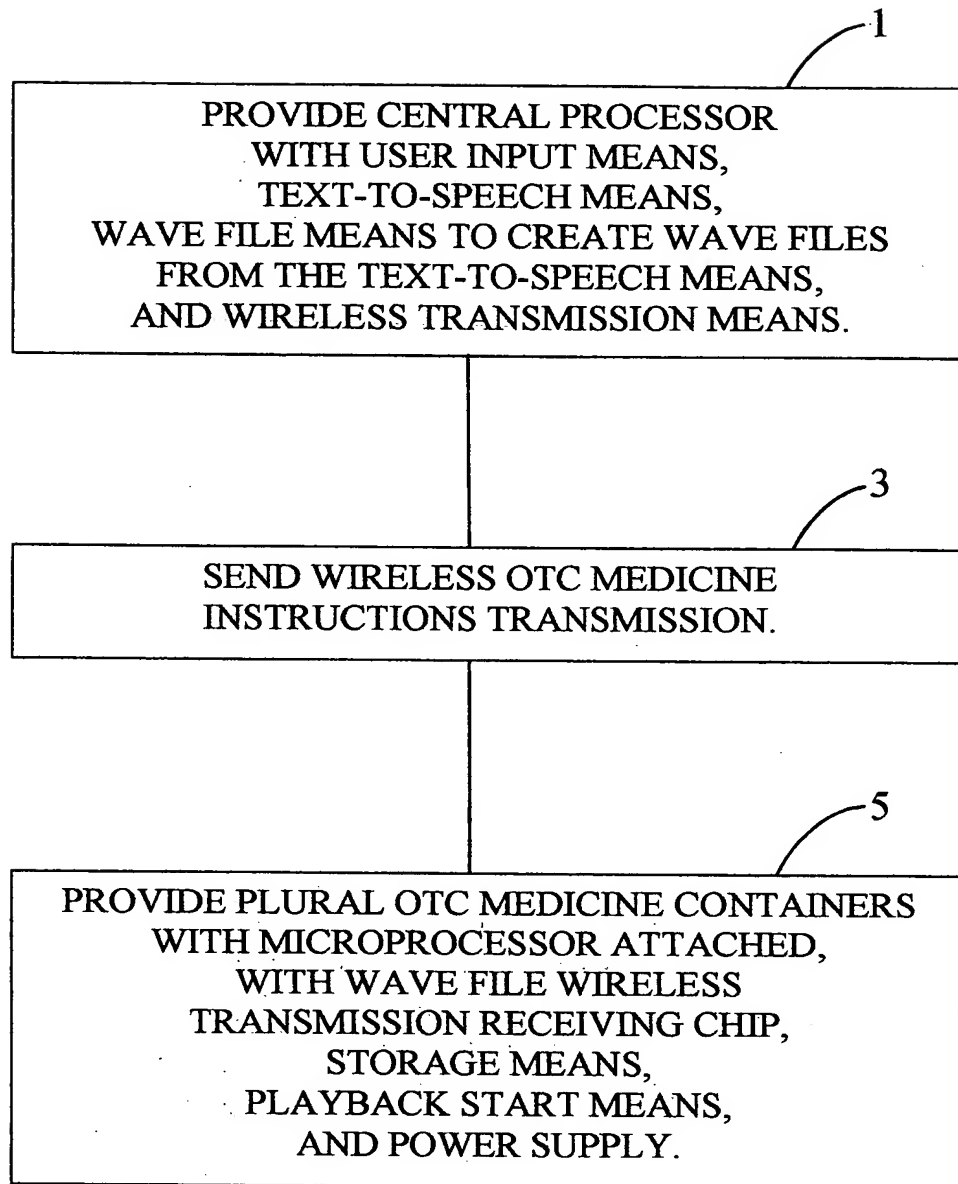 1
PROVIDE CENTRAL PROCESSOR
WITH USER INPUT MEANS,
TEXT-TO-SPEECH MEANS,
WAVE FILE MEANS TO CREATE WAVE FILES
FROM THE TEXT-TO-SPEECH MEANS,
AND WIRELESS TRANSMISSION MEANS.
3
SEND WIRELESS OTC MEDICINE
INSTRUCTIONS TRANSMISSION.
5
PROVIDE PLURAL OTC MEDICINE CONTAINERS
WITH MICROPROCESSOR ATTACHED,
WITH WAVE FILE WIRELESS
TRANSMISSION RECEIVING CHIP,
STORAGE MEANS,
PLAYBACK START MEANS,
AND POWER SUPPLY.